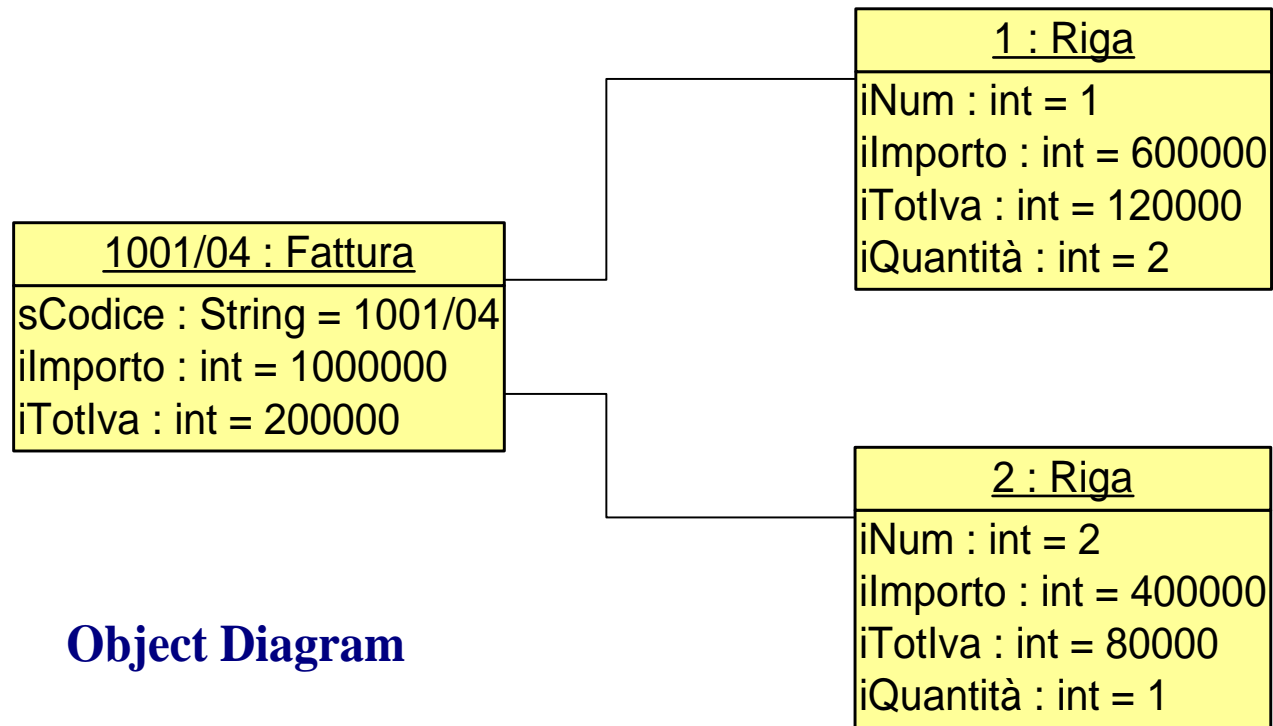 1 : Riga
iNum : int = 1
iImporto : int = 600000
iTotIva : int = 120000
iQuantità : int = 2
1001/04 : Fattura
sCodice : String = 1001/04
iImporto : int = 1000000
iTotIva : int = 200000
2 : Riga
iNum : int = 2
iImporto : int = 400000
iTotIva : int = 80000
iQuantità : int = 1
Object Diagram